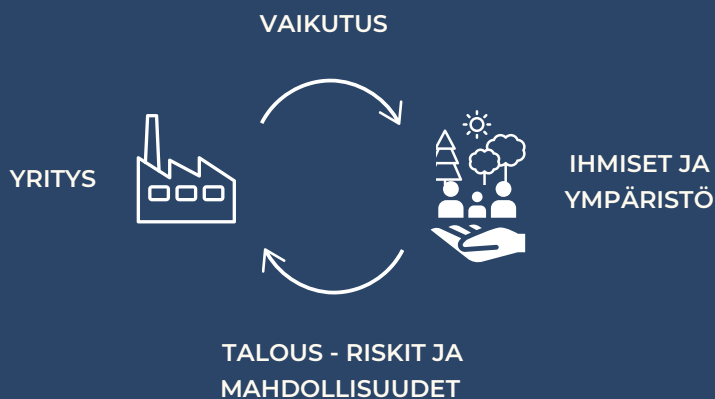 VAIKUTUS
YRITYS
IHMISET JA
YMPÄRISTÖ
TALOUS - RISKIT JA
MAHDOLLISUUDET